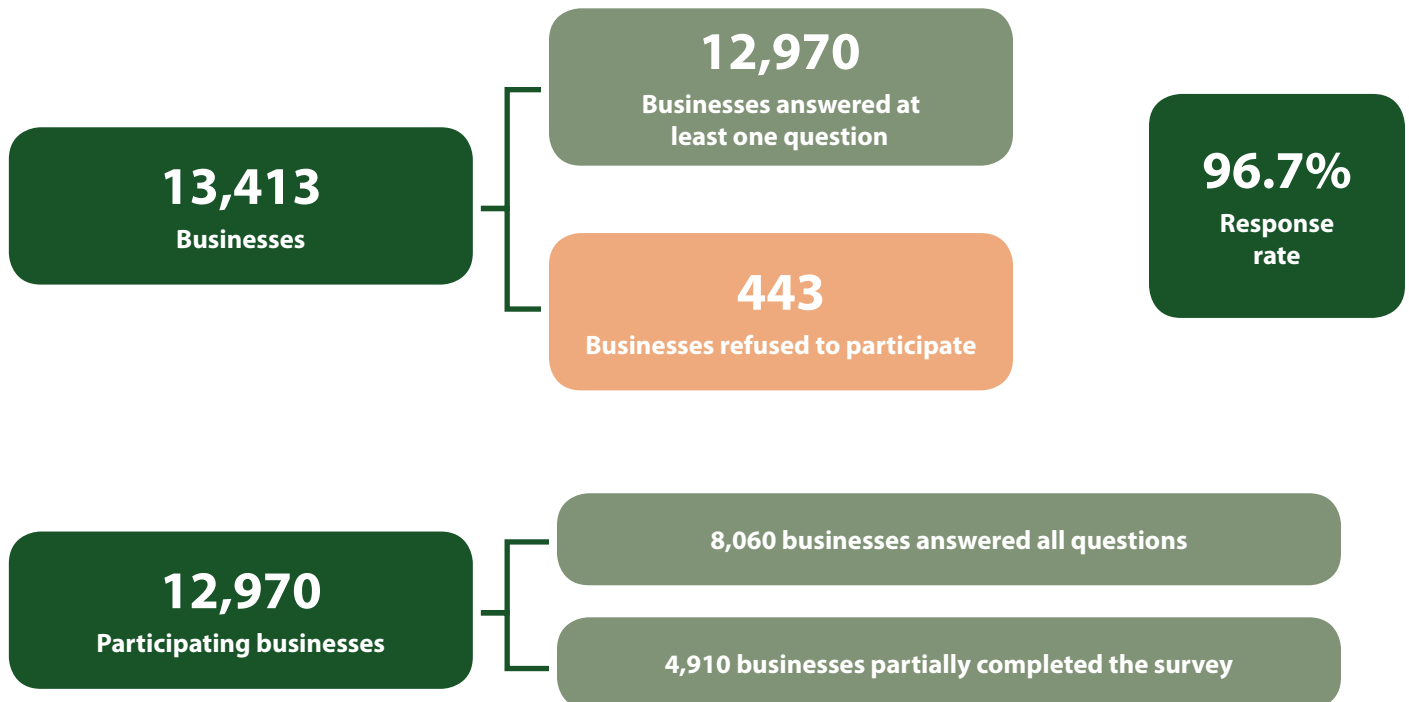 13,413
Businesses
12,970
Businesses answered at
least one question
443
Businesses refused to participate
96.7%
Response
rate
12,970
Participating businesses
8,060 businesses answered all questions
4,910 businesses partially completed the survey